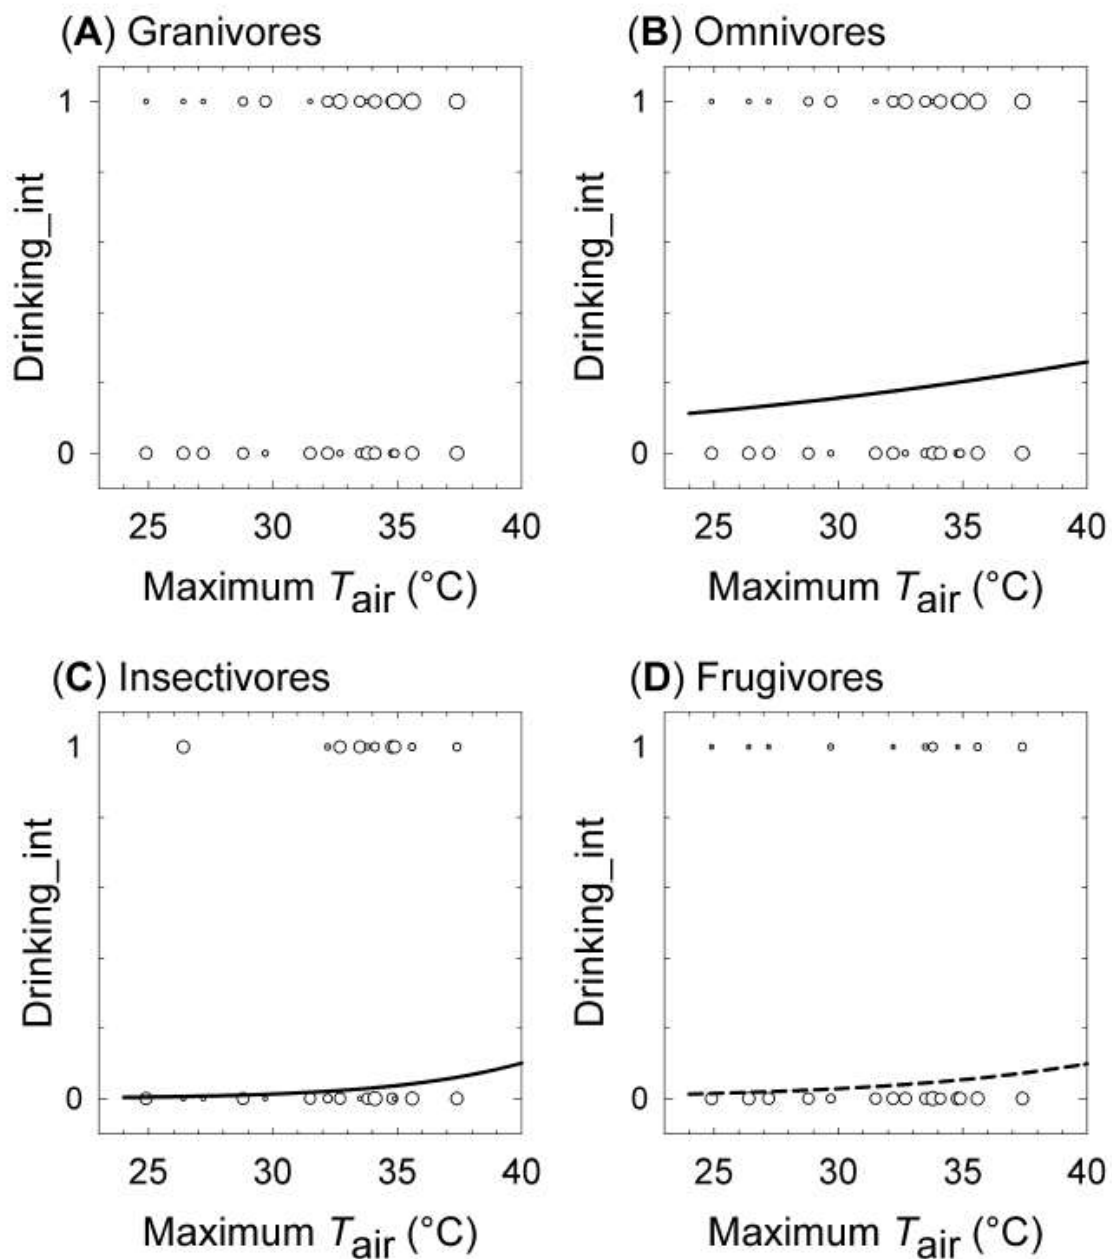 (A) Granivores
1
Drinking_int
0
25 30 35 40
Maximum Tair (°C)
(B) Omnivores
1
Drinking_int
0
25 30 35 40
Maximum Tair (°C)
(C) Insectivores
1
Drinking_int
0
25 30 35 40
Maximum Tair (°C)
(D) Frugivores
1
Drinking_int
0
25 30 35 40
Maximum Tair (°C)